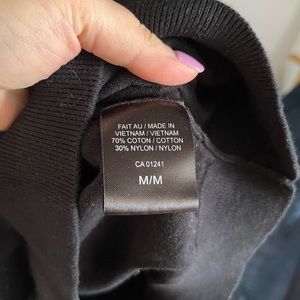 FAIT AU / MADE IN
VIETNAM / VIETNAM
70% COTON / COTTON
30% NYLON / NYLON
CA 01241
M/M